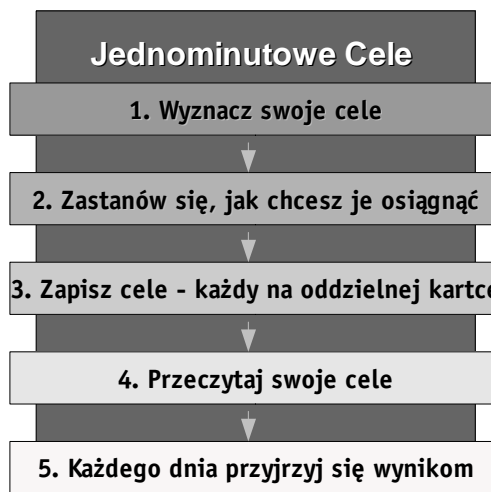 Jednominutowe Cele
1. Wyznacz swoje cele
2. Zastanów się, jak chcesz je osiągnąć
3. Zapisz cele - każdy na oddzielnej kartce
4. Przeczytaj swoje cele
5. Każdego dnia przyjrzyj się wynikom